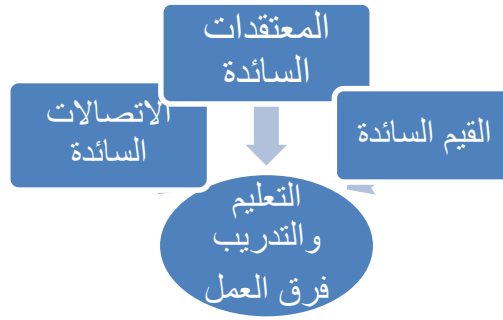 المعتقدات
السائدة
الاتصالات
السائدة
القيم السائدة
التعليم
والتدريب
فرق العمل